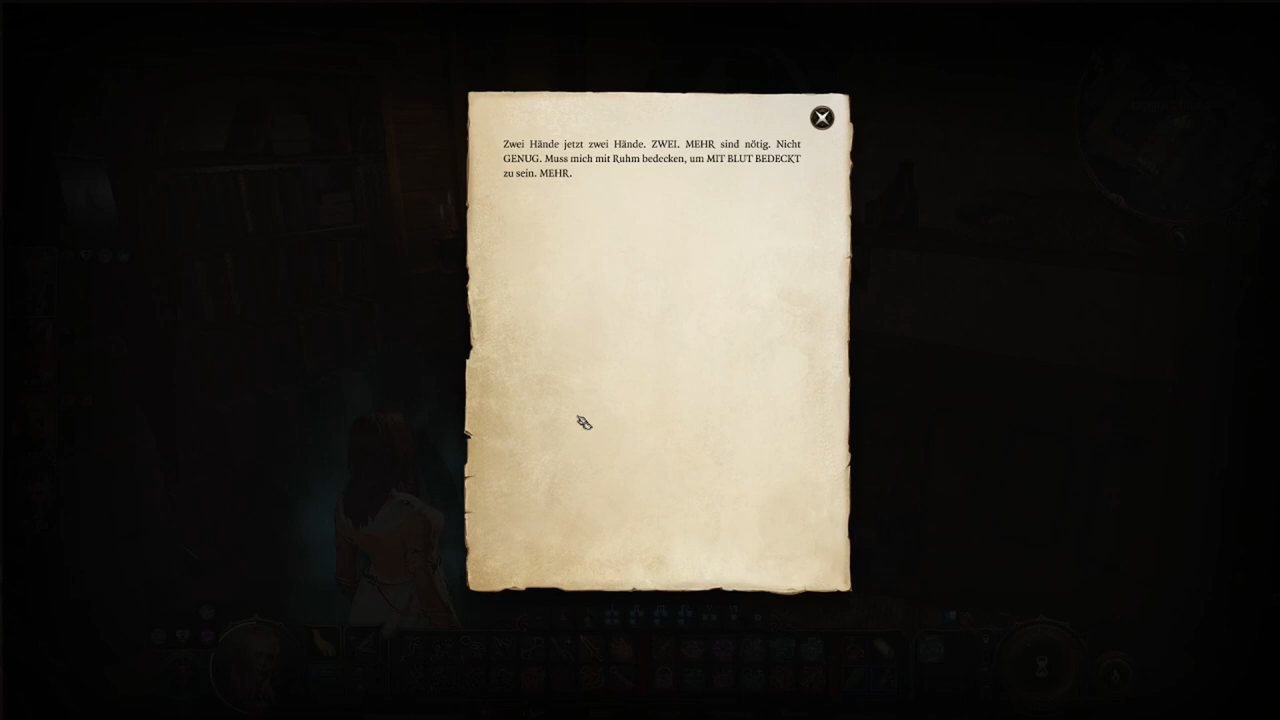 Zwei Hände jetzt zwei Hände. ZWEI. MEHR sind nötig. Nicht
GENUG. Muss mich mit Ruhm bedecken, um MIT BLUT BEDECKT
zu sein. MEHR.